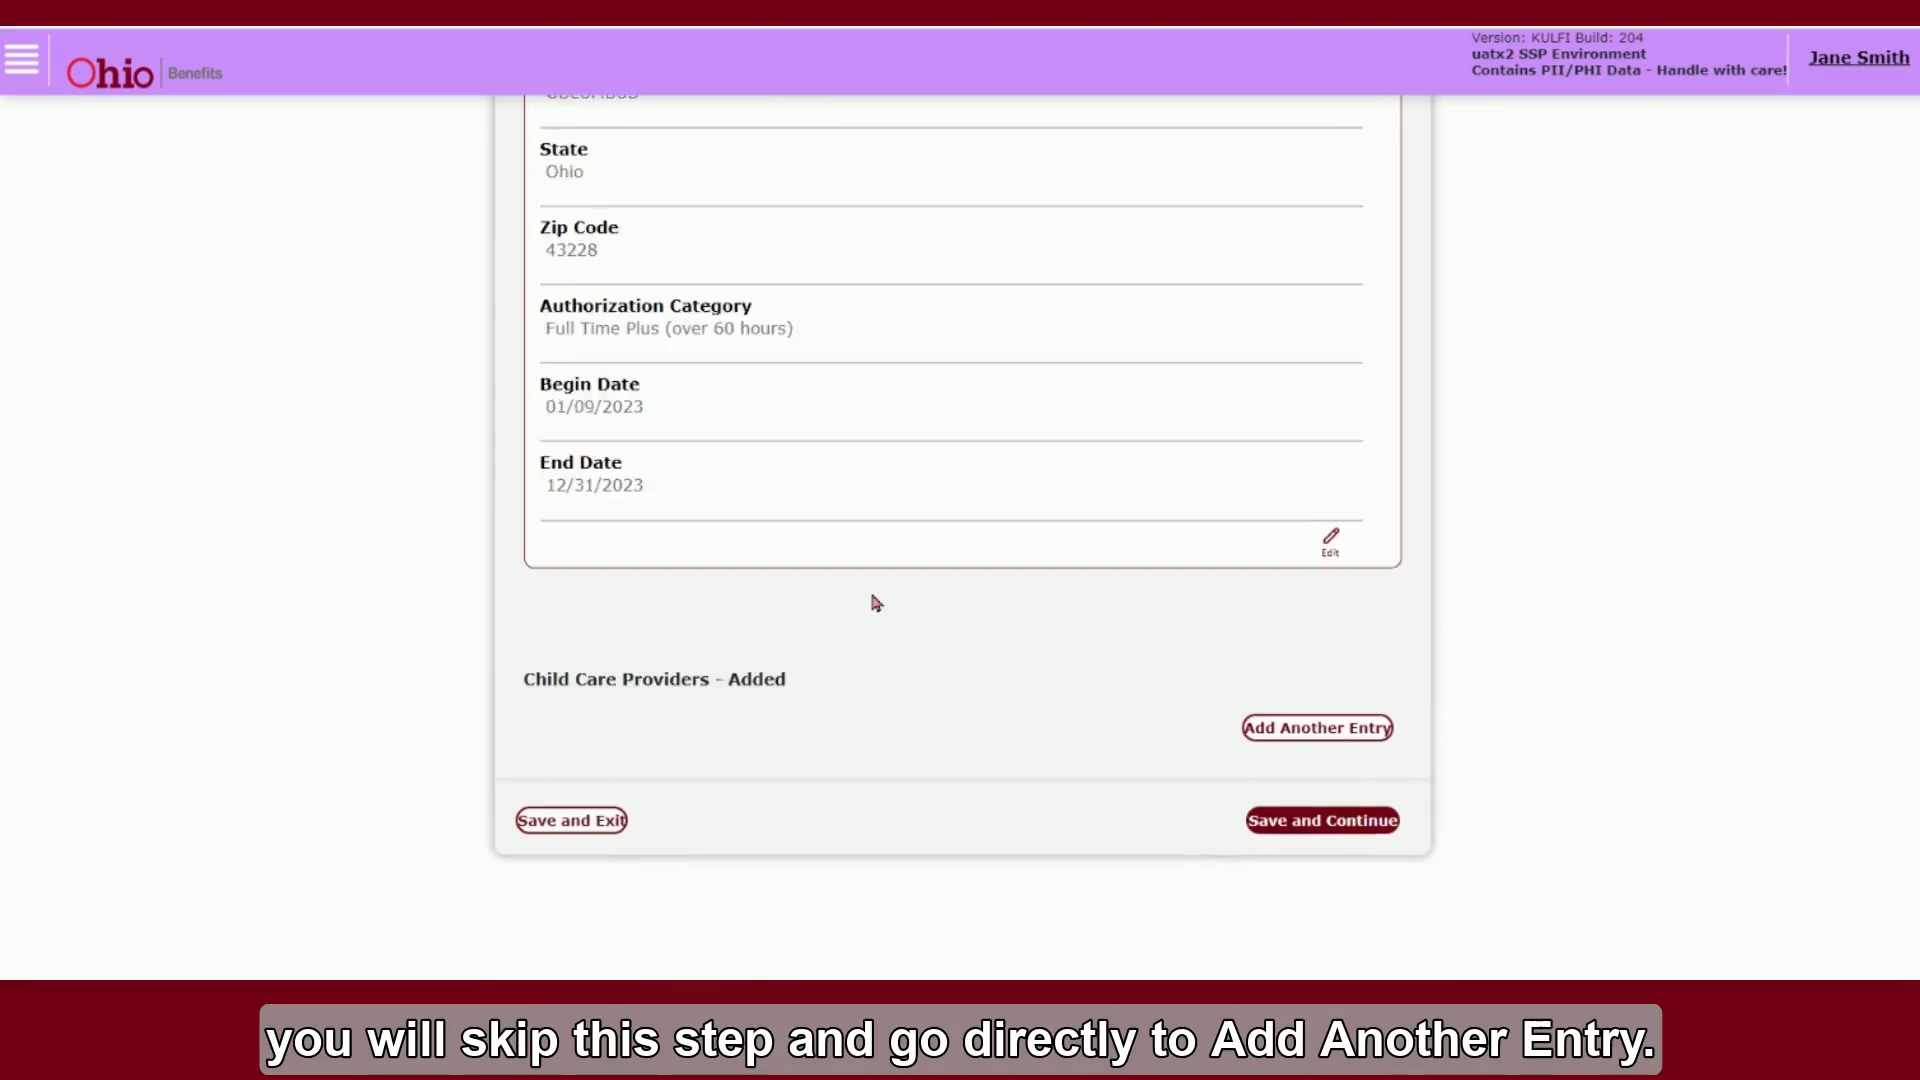 Version: KULFI Build: 204
uatx2 SSP Environment
Contains PII/PHI Data - Handle with care!
Jane Smith
Ohio
Benefits
State
Ohio
Zip Code
43228
Authorization Category
Full Time Plus (over 60 hours)
Begin Date
01/09/2023
End Date
12/31/2023
Edit
Child Care Providers - Added
Add Another Entry
Save and Exit
Save and Continue
you will skip this step and go directly to Add Another Entry.